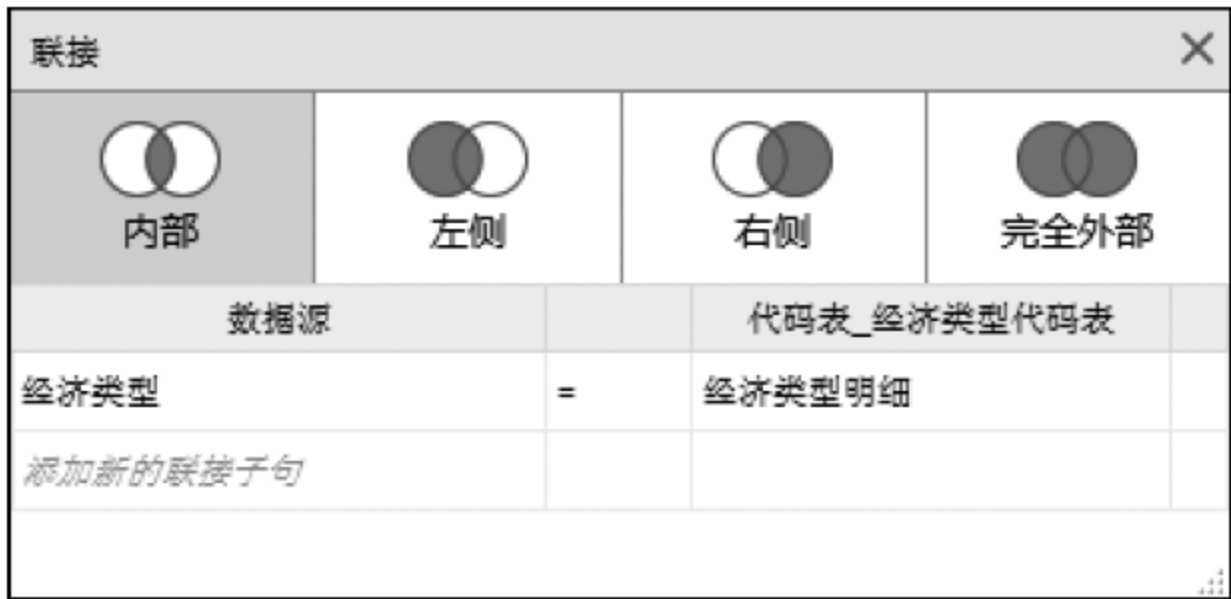 联接
内部 左侧 右侧 完全外部
数据源 代码表_经济类型代码表
经济类型 = 经济类型明细
添加新的联接子句